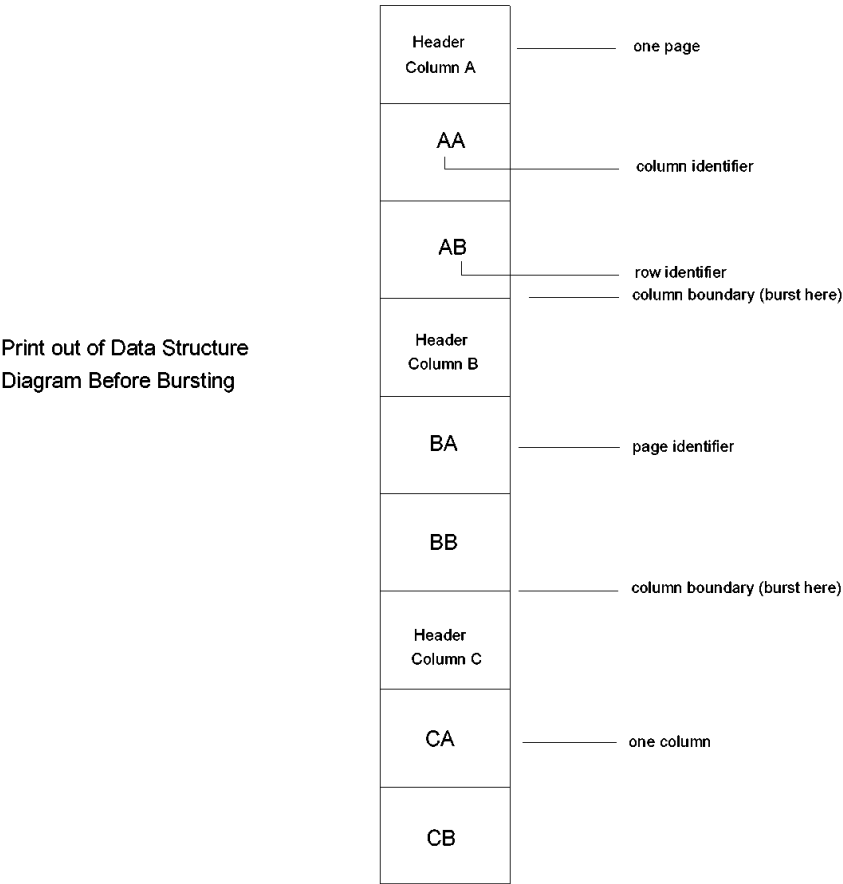 Header
Column A
one page
AA
column identifier
AB
row identifier
column boundary (burst here)
Print out of Data Structure
Diagram Before Bursting
Header
Column B
BA
page identifier
BB
column boundary (burst here)
Header
Column C
CA
one column
CB